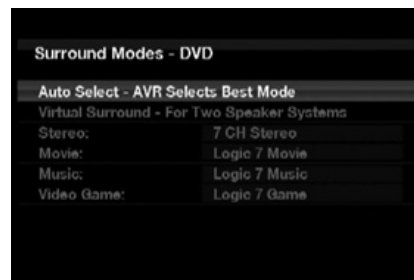 Surround Modes - DVD
Auto Select - AVR Selects Best Mode
Virtual Surround - For Two Speaker Systems
Stereo: 7 CH Stereo
Movie: Logic 7 Movie
Music: Logic 7 Music
Video Game: Logic 7 Game